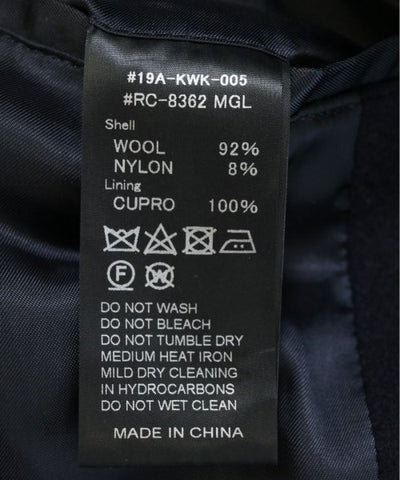 #19A-KWK-005
#RC-8362 MGL
Shell
WOOL 92%
NYLON 8%
Lining
CUPRO 100%
F W
DO NOT WASH
DO NOT BLEACH
DO NOT TUMBLE DRY
MEDIUM HEAT IRON
MILD DRY CLEANING
IN HYDROCARBONS
DO NOT WET CLEAN
MADE IN CHINA